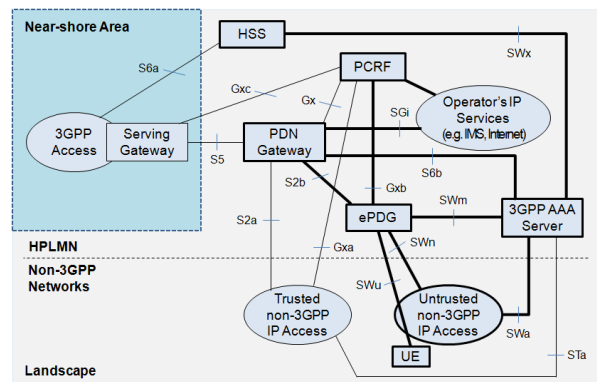 Near-shore Area
HSS
SWx
S6a
PCRF
Gxc
Gx
Operator's IP
Services
(e.g. IMS, Internet)
SGi
3GPP
Access
Serving
Gateway
PDN
Gateway
S5
S6b
S2b
Gxb
S2a
ePDG
SWm
3GPP AAA
Server
SWn
HPLMN
Gxa
Non-3GPP
Networks
SWu
Trusted
non-3GPP
IP Access
Untrusted
non-3GPP
IP Access
SWa
UE
STa
Landscape